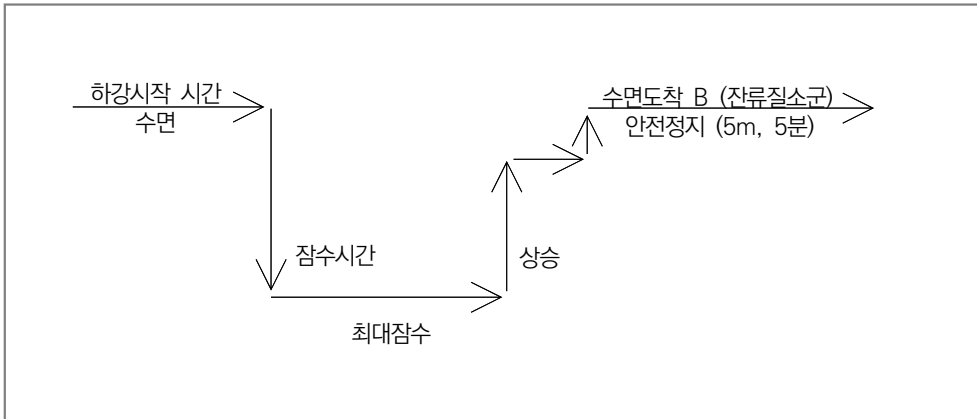 하강시작 시간
수면
수면도착 B (잔류질소군)
안전정지 (5m, 5분)
잠수시간
상승
최대잠수